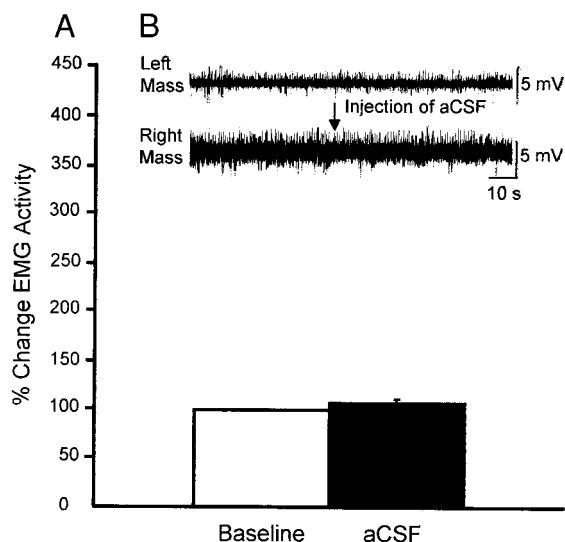 A
B
450
400
350
300
250
200
150
100
50
0
% Change EMG Activity
Left
Mass
5 mV
Injection of aCSF
Right
Mass
5 mV
10 s
Baseline
aCSF